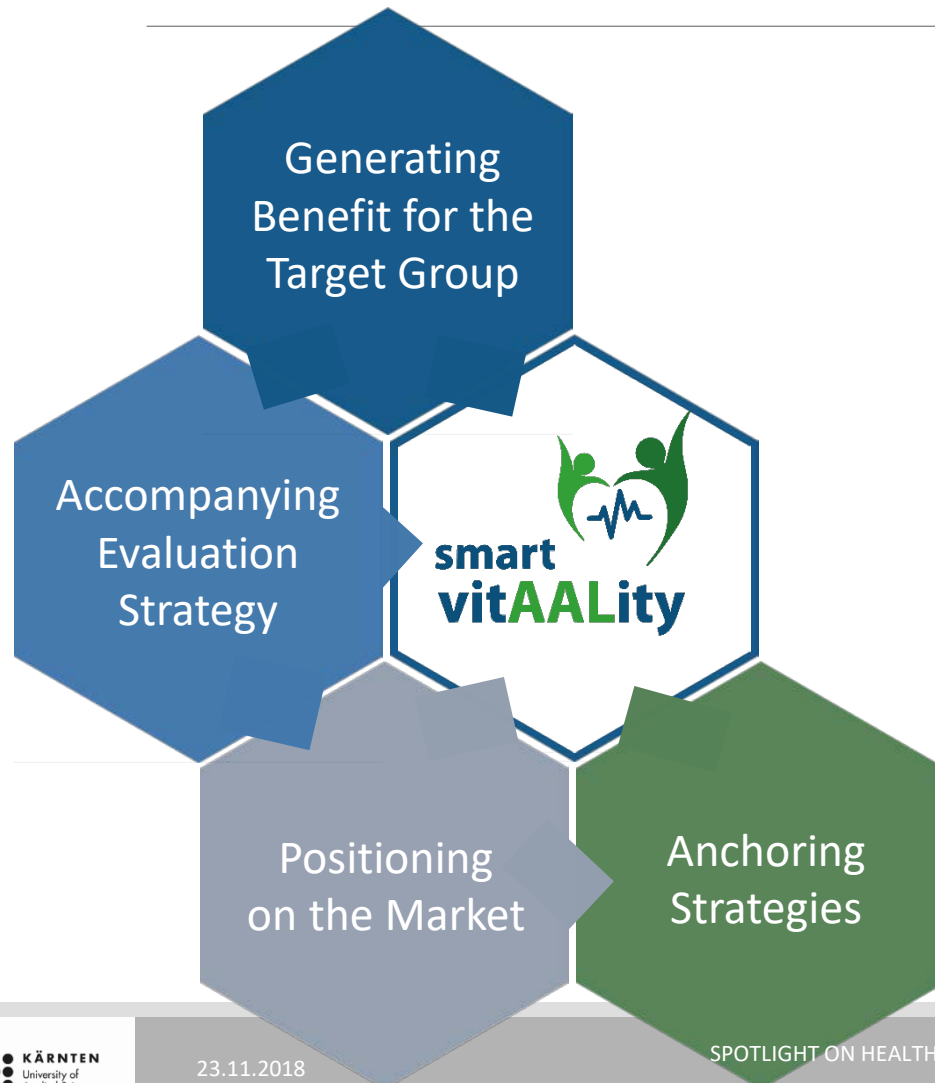 Generating
Benefit for the
Target Group
Accompanying
Evaluation
Strategy
smart
vitAALity
Positioning
on the Market
Anchoring
Strategies
KÄRNTEN
University of
23.11.2018
SPOTLIGHT ON HEALTH